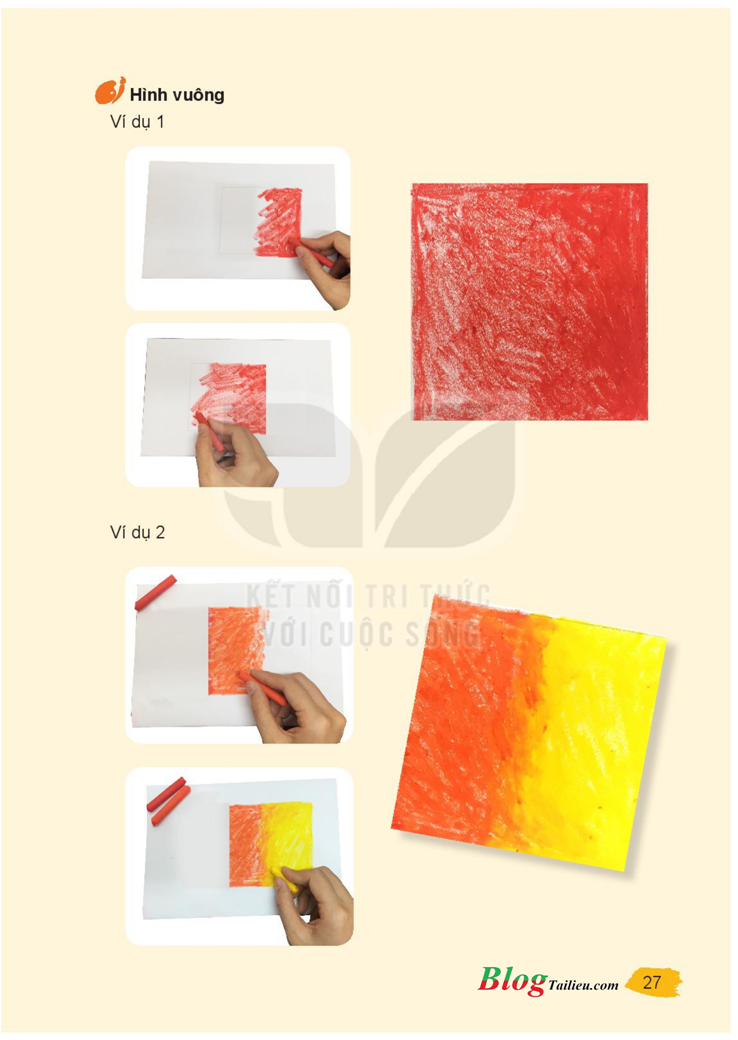 Hình vuông
Ví dụ 1
Ví dụ 2
KẾT NỐI TRI THỨC
VỚI CUỘC SỐNG
BlogTailieu.com
27